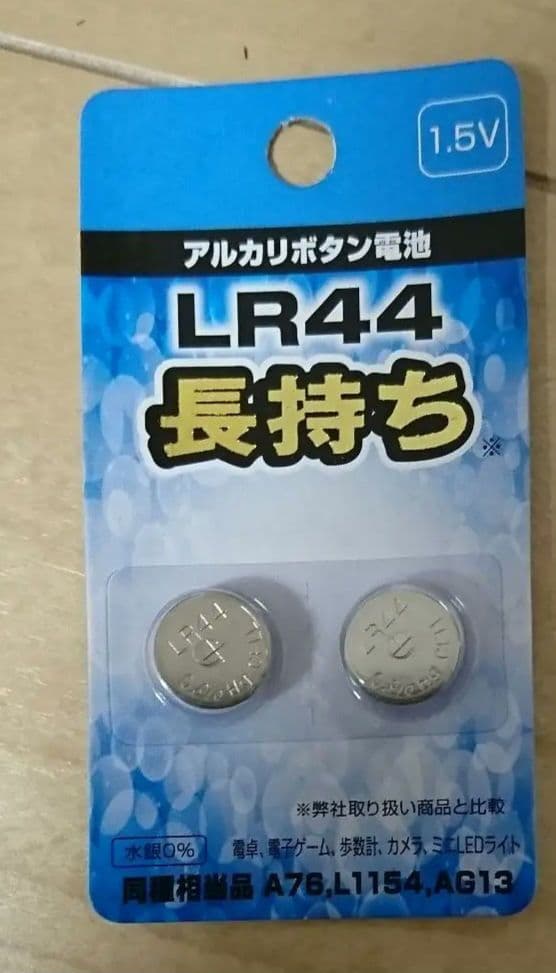 1.5V
アルカリボタン電池
LR44
長持ち※
LR44
LR44
※弊社取り扱い商品と比較
水銀0%
電卓、電子ゲーム、歩数計、カメラ、ミニLEDライト
同種相当品 A76,L1154,AG13